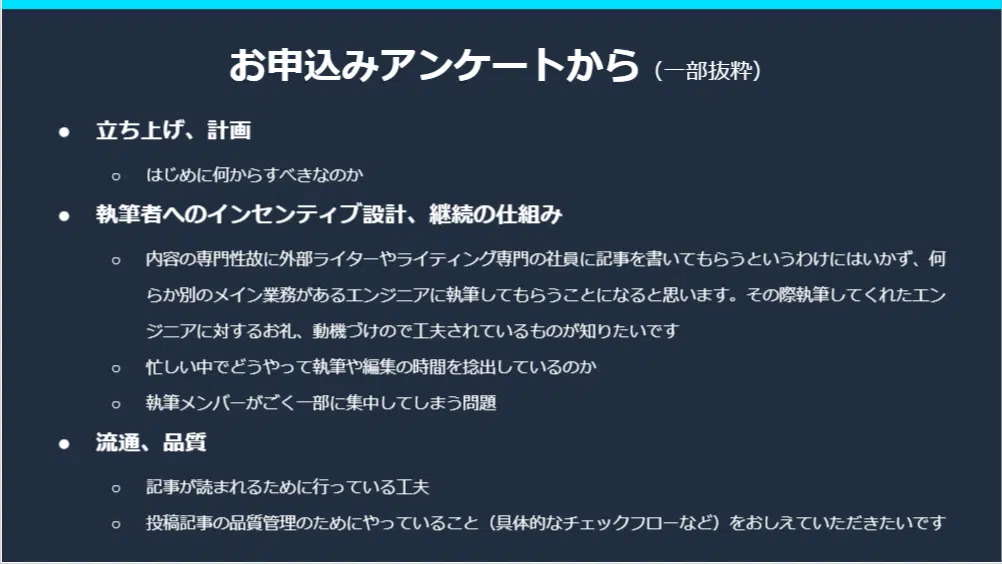 お申込みアンケートから（一部抜粋）
● 立ち上げ、計画
○ はじめに何からすべきなのか
● 執筆者へのインセンティブ設計、継続の仕組み
○ 内容の専門性故に外部ライターやライティング専門の社員に記事を書いてもらうというわけにはいかず、何
らか別のメイン業務があるエンジニアに執筆してもらうことになると思います。その際執筆してくれたエン
ジニアに対するお礼、動機づけので工夫されているものが知りたいです
○ 忙しい中でどうやって執筆や編集の時間を捻出しているのか
○ 執筆メンバーがごく一部に集中してしまう問題
● 流通、品質
○ 記事が読まれるために行っている工夫
○ 投稿記事の品質管理のためにやっていること（具体的なチェックフローなど）をおしえていただきたいです